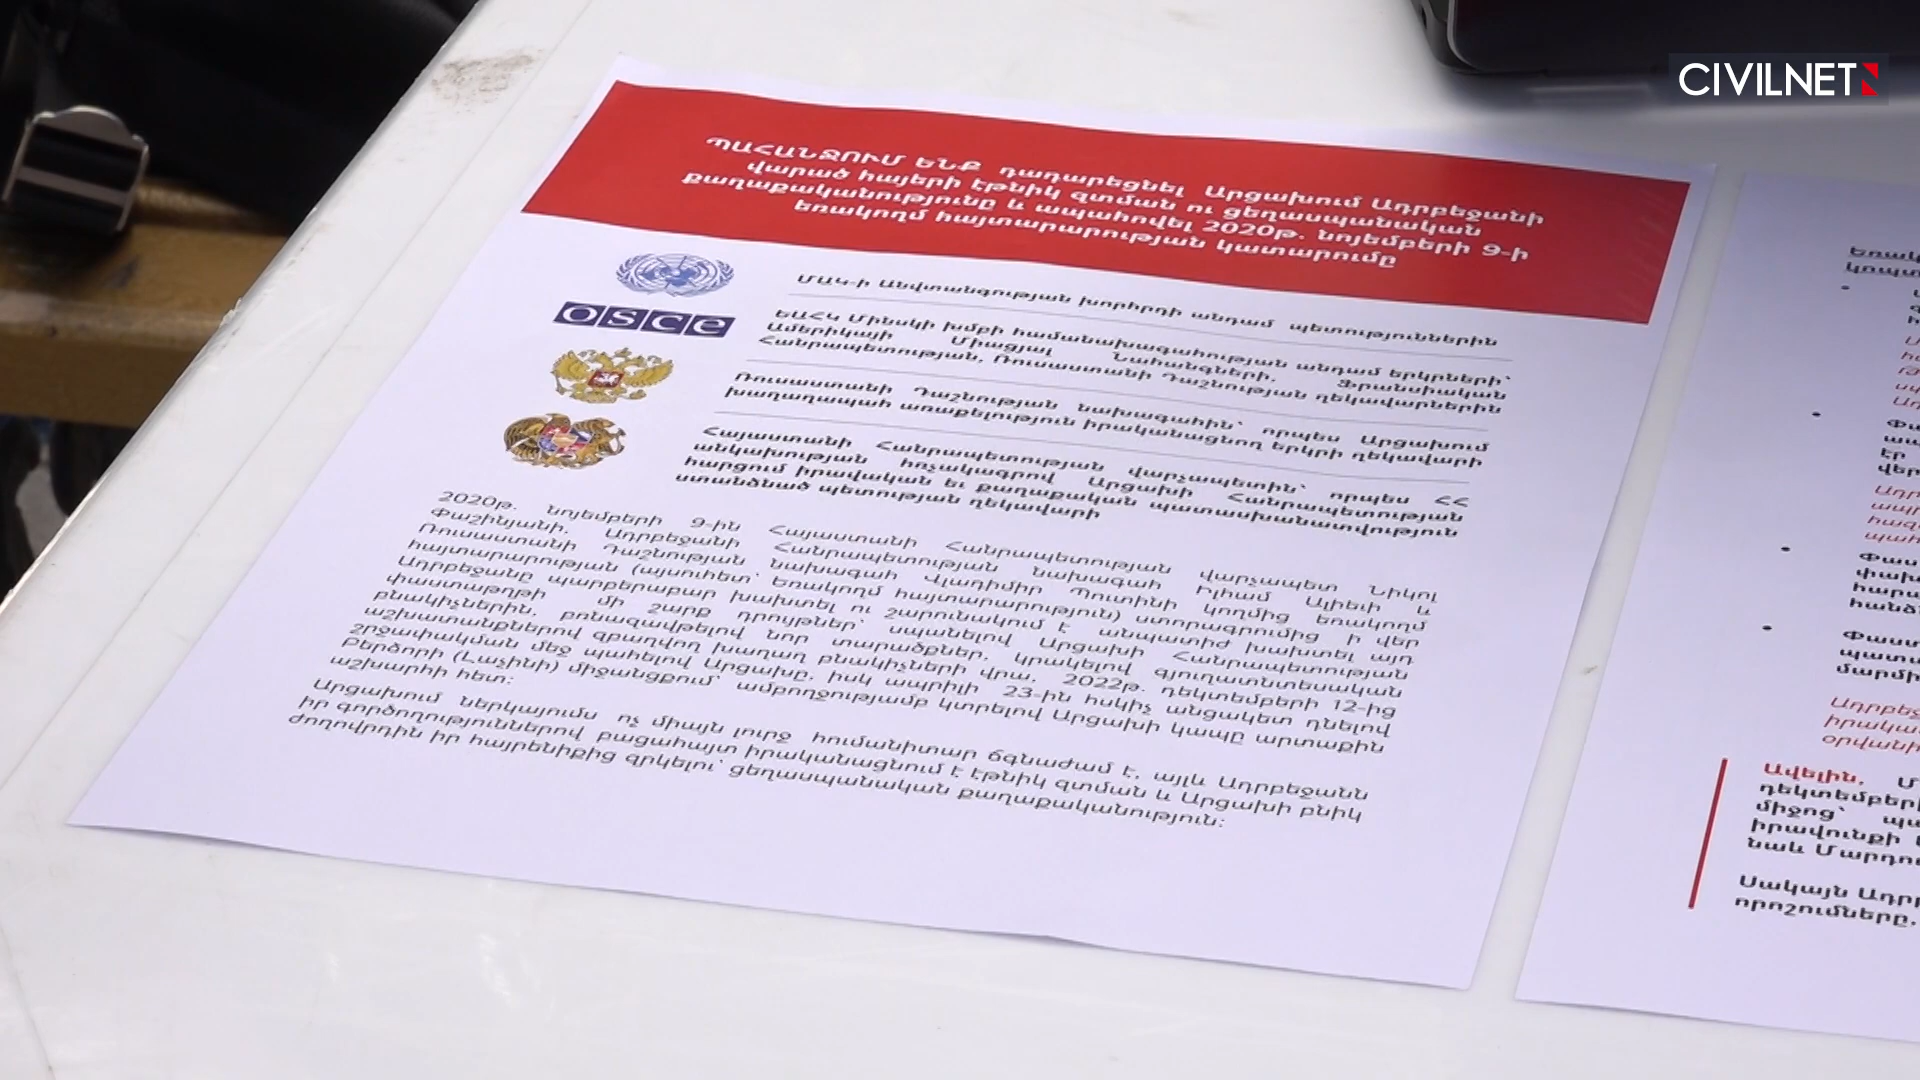 CIVILNET
ՊԱՀԱՆՋՈՒՄ ԵՆՔ դադարեցնել Արցախում Ադրբեջանի
վարած հայերի էթնիկ զտման ու ցեղասպանական
քաղաքականությունը և ապահովել 2020թ. նոյեմբերի 9-ի
եռակողմ հայտարարության կատարումը
ՄԱԿ-ի Անվտանգության խորհրդի անդամ պետություններին
osce
ԵԱՀԿ Մինսկի խմբի համանախագահության անդամ երկրների՝
Ամերիկայի Միացյալ Նահանգների, Ֆրանսիական
Հանրապետության, Ռուսաստանի Դաշնության ղեկավարներին
Ռուսաստանի Դաշնության նախագահին՝ որպես Արցախում
խաղաղապահ առաքելություն իրականացնող երկրի ղեկավարի
Հայաստանի Հանրապետության վարչապետին՝ որպես ՀՀ
անկախության հռչակագրով Արցախի Հանրապետության
հարցում իրավական եւ քաղաքական պատասխանատվություն
ստանձնած պետության ղեկավարի
2020թ. նոյեմբերի 9-ին Հայաստանի Հանրապետության վարչապետ Նիկոլ
Փաշինյանի, Ադրբեջանի Հանրապետության նախագահ Իլհամ Ալիեւի և
Ռուսաստանի Դաշնության նախագահ Վլադիմիր Պուտինի կողմից եռակողմ
հայտարարության (այսուհետ՝ Եռակողմ հայտարարություն) ստորագրումից ի վեր
Ադրբեջանը պարբերաբար խախտել ու շարունակում է անպատիժ խախտել այդ
փաստաթղթի մի շարք դրույթներ՝ սպանելով Արցախի Հանրապետության
բնակիչներին, բռնազավթելով նոր տարածքներ, կրակելով գյուղատնտեսական
աշխատանքներով զբաղվող խաղաղ բնակիչների վրա, 2022թ. դեկտեմբերի 12-ից
շրջափակման մեջ պահելով Արցախը, իսկ ապրիլի 23-ին հսկիչ անցակետ դնելով
Բերձորի (Լաչինի) միջանցքում՝ ամբողջությամբ կտրելով Արցախի կապը արտաքին
աշխարհի հետ:
Արցախում ներկայումս ոչ միայն լուրջ հումանիտար ճգնաժամ է, այլև Ադրբեջանն
իր գործողություններով բացահայտ իրականացնում է էթնիկ զտման և Արցախի բնիկ
ժողովրդին իր հայրենիքից զրկելու՝ ցեղասպանական քաղաքականություն:
Ավելին,
դեկտեմբերի
միջոց՝
իրավունքի
նաև Մարդու
Սակայն Ադր
որոշումները,